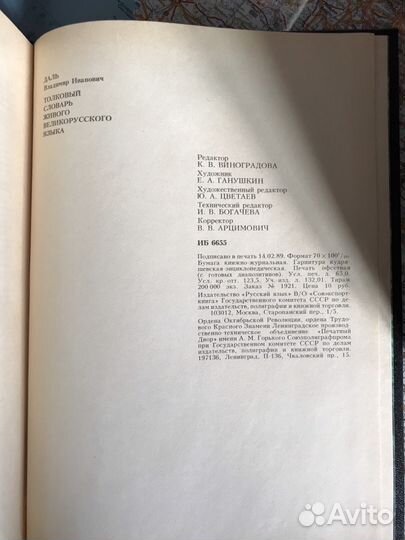 ДАЛЬ
Владимир Иванович
ТОЛКОВЫЙ
СЛОВАРЬ
ЖИВОГО
ВЕЛИКОРУССКОГО
ЯЗЫКА
Редактор
К. В. ВИНОГРАДОВА
Художник
Е. А. ГАНУШКИН
Художественный редактор
Ю. А. ЦВЕТАЕВ
Технический редактор
И. В. БОГАЧЕВА
Корректор
В. В. АРЦИМОВИЧ
ИБ 6655
Подписано в печать 14.02.89. Формат 70 × 100¹/₁₆.
Бумага книжно-журнальная. Гарнитура кудря-
шевская-энциклопедическая. Печать офсетная
(с готовых диапозитивов). Усл. печ. л. 63,0.
Усл. кр.-отт. 123,5. Уч. изд. л. 132,01. Тираж
200 000 экз. Заказ № 1921. Цена 10 руб.
Издательство «Русский язык» В/О «Совэкспорт-
книга» Государственного комитета СССР по делам
издательств, полиграфии и книжной торговли.
103012, Москва, Старопанский пер., 1/5.
Ордена Октябрьской Революции, ордена Трудо-
вого Красного Знамени Ленинградское производст-
венно-техническое объединение «Печатный
Двор» имени А. М. Горького Союзполиграфпрома
при Государственном комитете СССР по делам
издательств, полиграфии и книжной торговли.
197136, Ленинград, П-136, Чкаловский пр., 15.
Avito